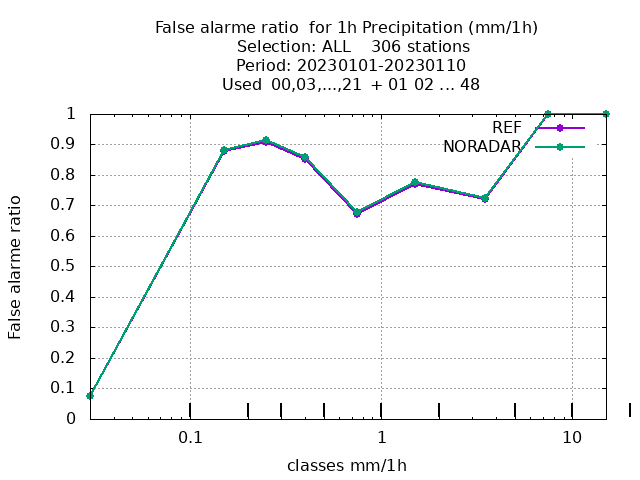 False alarme ratio  for 1h Precipitation (mm/1h)
Selection: ALL    306 stations
Period: 20230101-20230110
Used  00,03,...,21  + 01 02 ... 48
1
REF
NORADAR
0.9
0.8
0.7
0.6
0.5
0.4
0.3
0.2
0.1
0
False alarme ratio
0.1 1 10
classes mm/1h